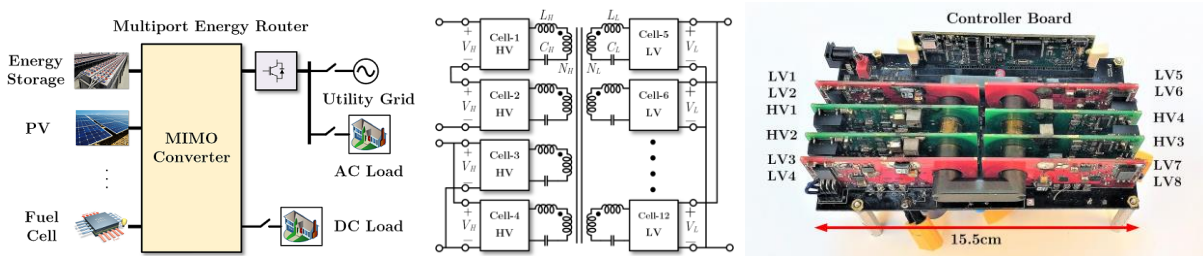 Multiport Energy Router
Energy
Storage
PV
Fuel
Cell
MIMO
Converter
Utility Grid
AC Load
DC Load
Cell-1
HV
Cell-2
HV
Cell-3
HV
Cell-4
HV
+
V_H
−
+
V_H
−
+
V_H
−
+
V_H
−
L_H
C_H
N_H
L_L
C_L
N_L
Cell-5
LV
Cell-6
LV
Cell-12
LV
+
V_L
−
+
V_L
−
+
V_L
−
Controller Board
LV1
LV2
HV1
HV2
LV3
LV4
LV5
LV6
HV4
HV3
LV7
LV8
15.5cm